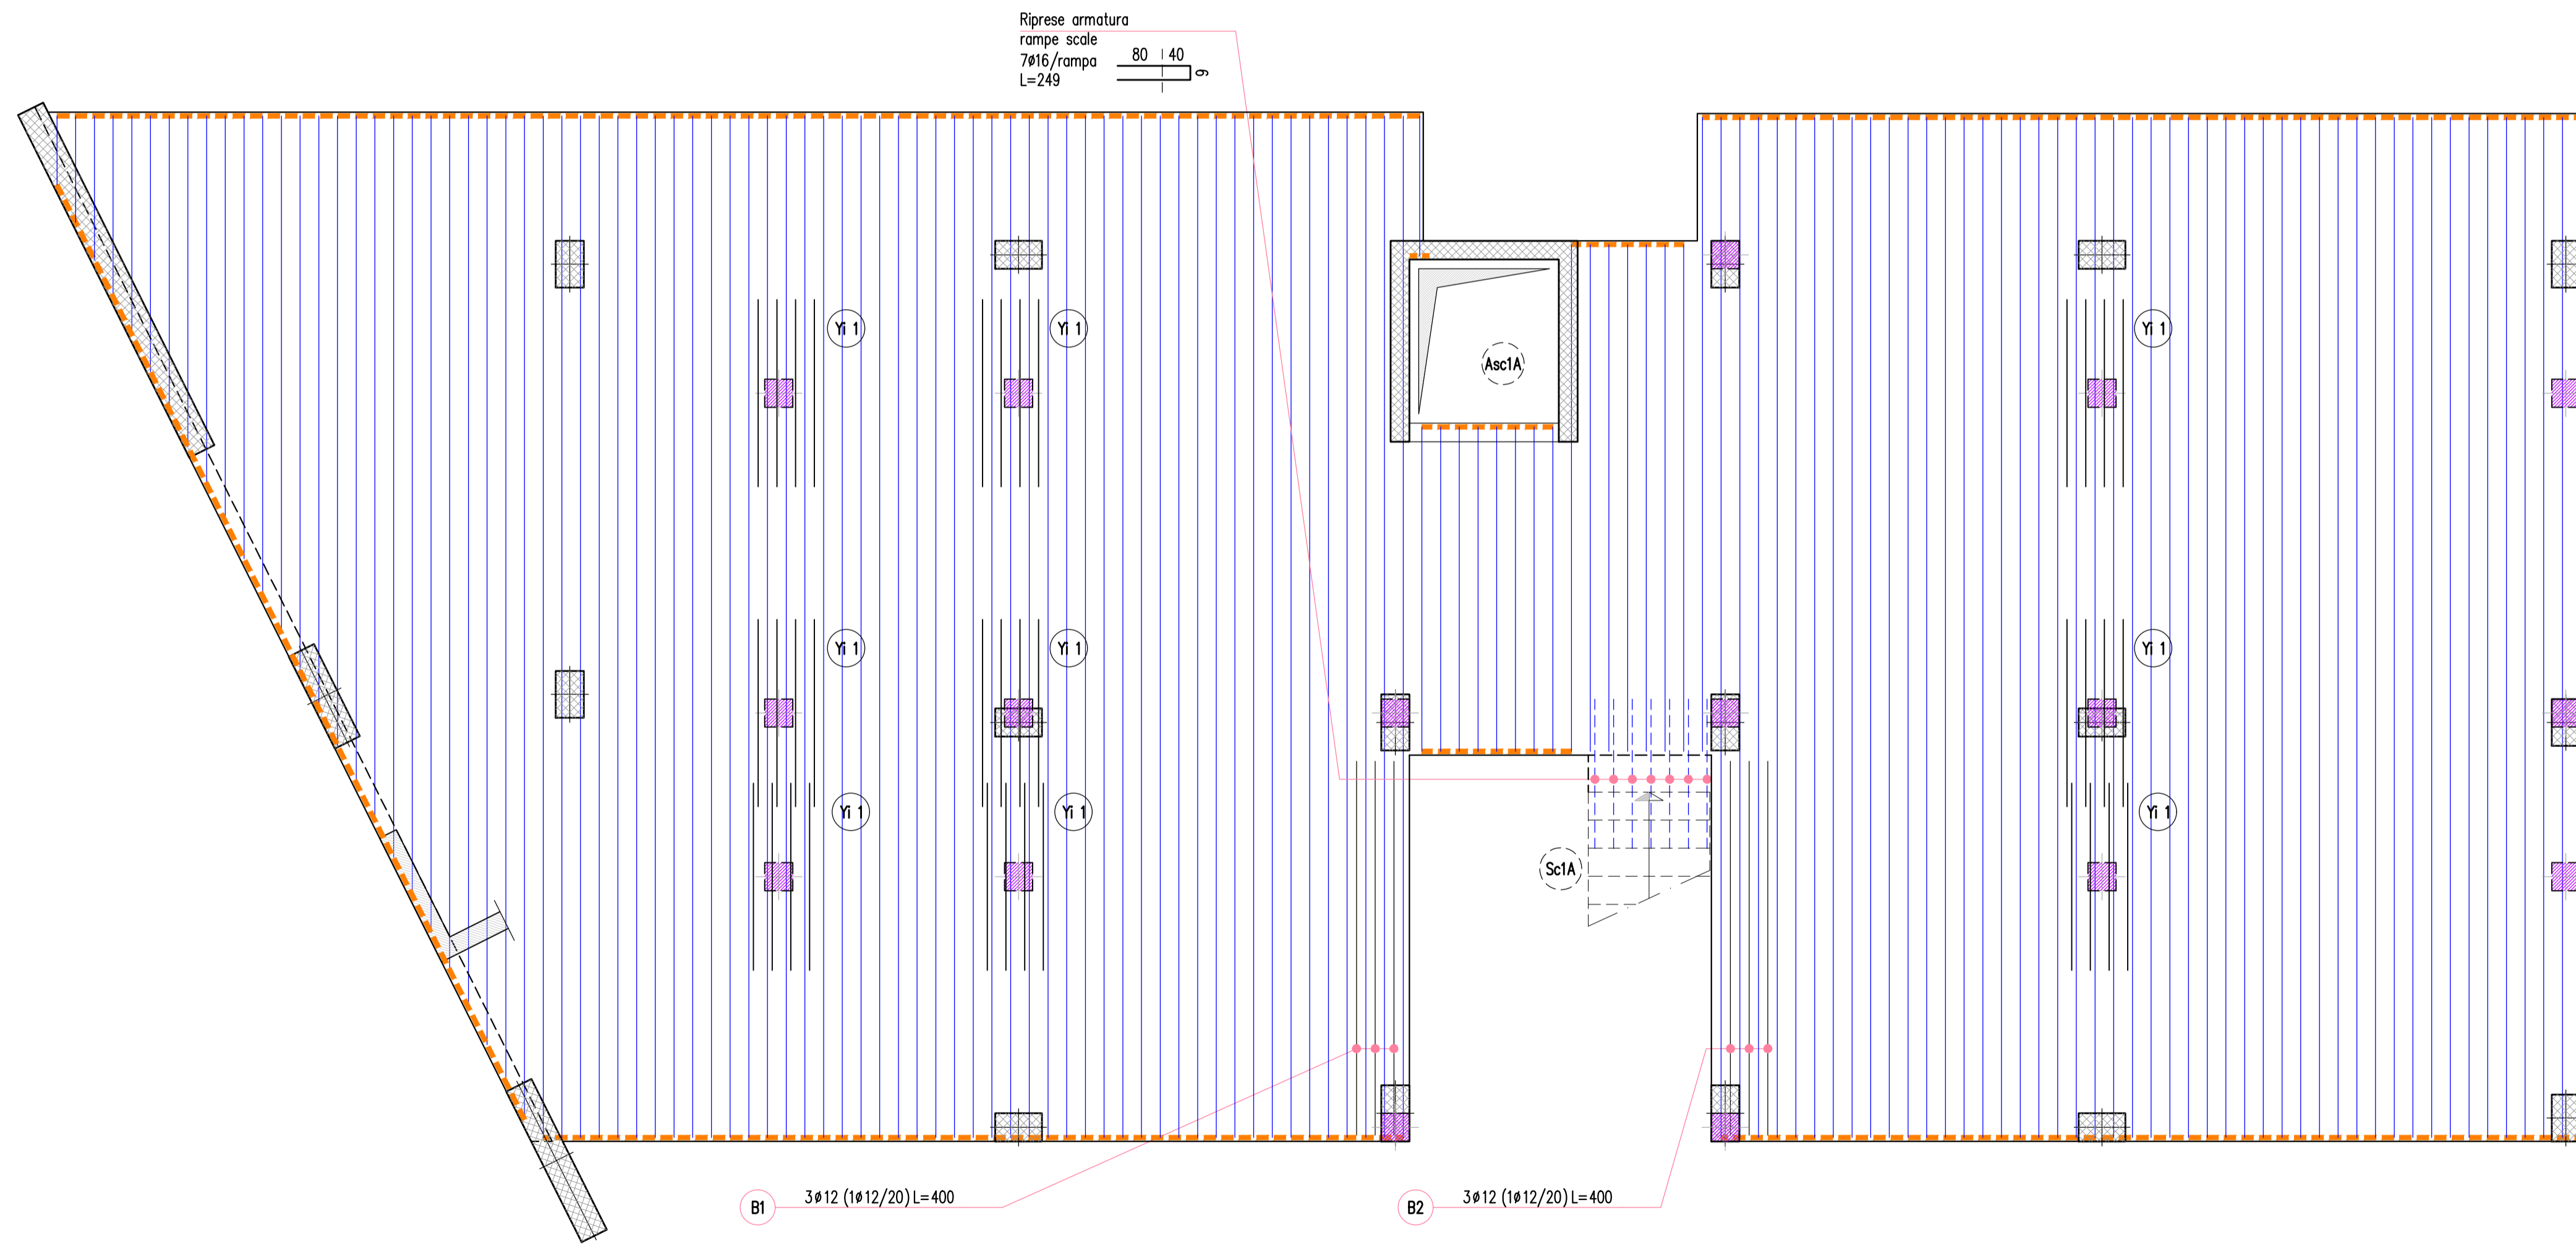 Riprese armatura
rampe scale
7ø16/rampa
L=249
80 40
9
Yi 1
Yi 1
Yi 1
Asc1A
Yi 1
Yi 1
Yi 1
Yi 1
Yi 1
Yi 1
Sc1A
B1 3ø12 (1ø12/20) L=400
B2 3ø12 (1ø12/20) L=400